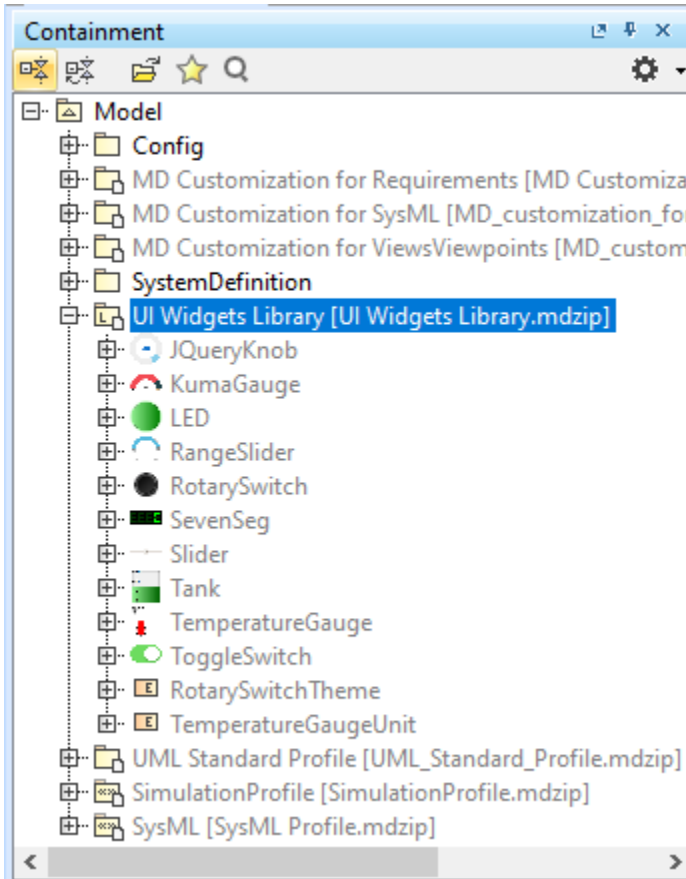 Containment
Model
Config
MD Customization for Requirements [MD Customiza
MD Customization for SysML [MD_customization_for
MD Customization for ViewsViewpoints [MD_custom
SystemDefinition
UI Widgets Library [UI Widgets Library.mdzip]
JQueryKnob
KumaGauge
LED
RangeSlider
RotarySwitch
SevenSeg
Slider
Tank
TemperatureGauge
ToggleSwitch
E RotarySwitchTheme
E TemperatureGaugeUnit
UML Standard Profile [UML_Standard_Profile.mdzip]
SimulationProfile [SimulationProfile.mdzip]
SysML [SysML Profile.mdzip]